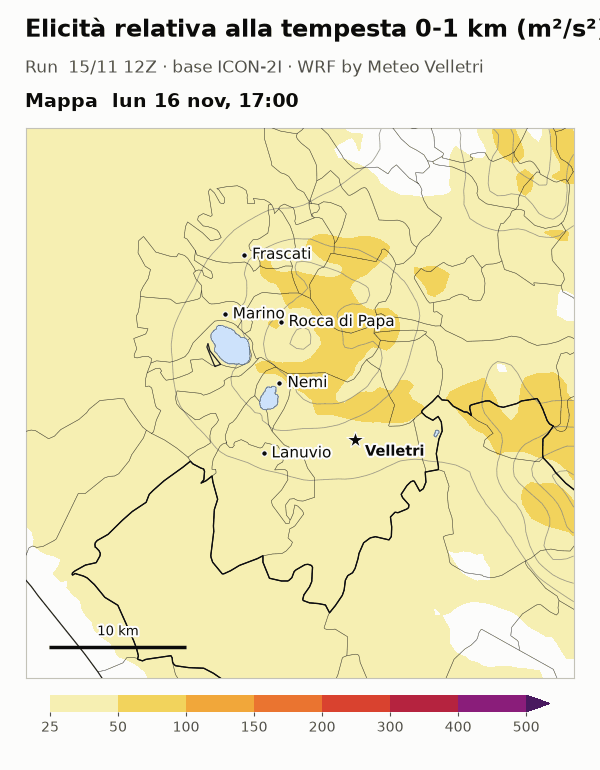 Elicità relativa alla tempesta 0-1 km (m²/s²)
Run 15/11 12Z · base ICON-2I · WRF by Meteo Velletri
Mappa lun 16 nov, 17:00
Frascati
Marino
Rocca di Papa
Nemi
Velletri
Lanuvio
10 km
25 50 100 150 200 300 400 500